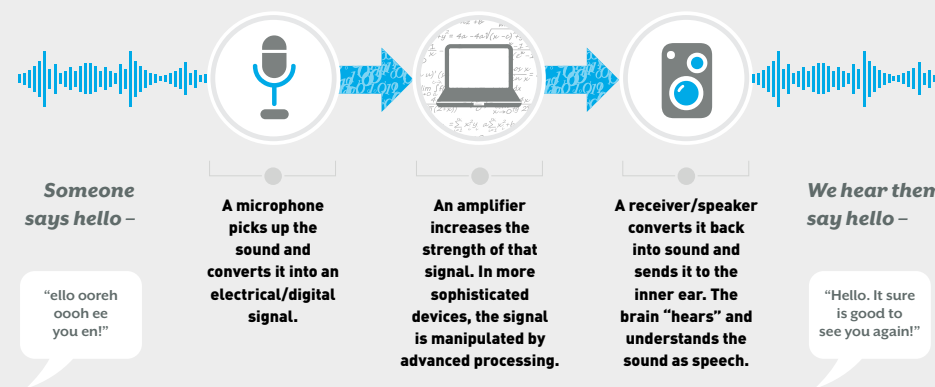 Someone
says hello –
“ello ooreh
oooh ee
you en!”
A microphone
picks up the
sound and
converts it into an
electrical/digital
signal.
An amplifier
increases the
strength of that
signal. In more
sophisticated
devices, the signal
is manipulated by
advanced processing.
A receiver/speaker
converts it back
into sound and
sends it to the
inner ear. The
brain “hears” and
understands the
sound as speech.
We hear them
say hello –
“Hello. It sure
is good to
see you again!”